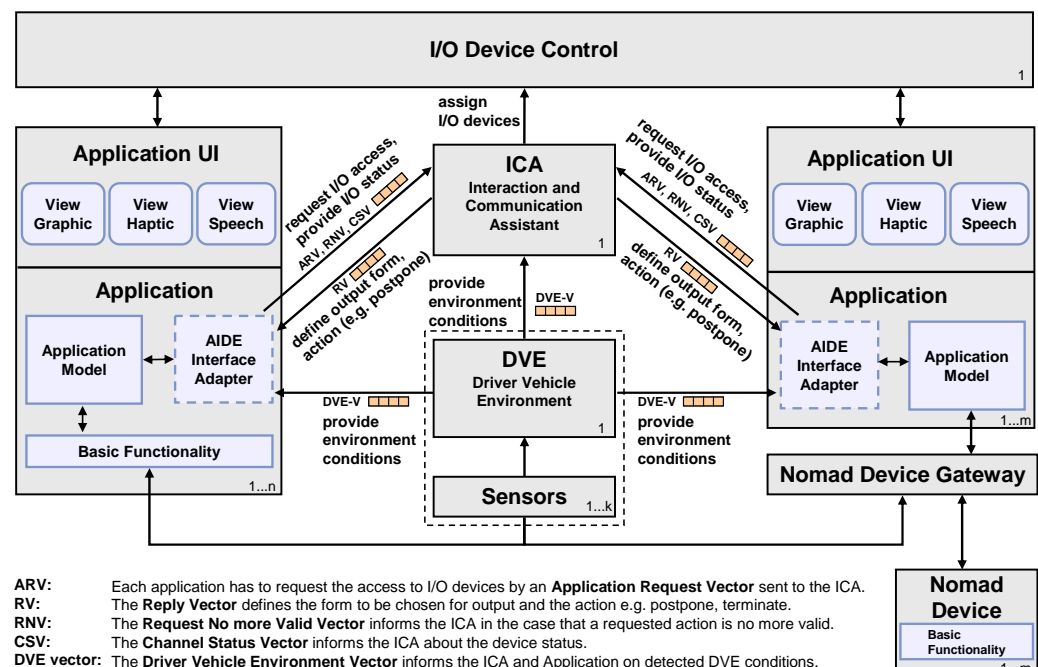 I/O Device Control
1
assign
I/O devices
Application UI
View
Graphic
View
Haptic
View
Speech
request I/O access,
provide I/O status
ARV, RNV, CSV
RV
define output form,
action (e.g. postpone)
ICA
Interaction and
Communication
Assistant
1
request I/O access,
provide I/O status
ARV, RNV, CSV
RV
define output form,
action (e.g. postpone)
Application UI
View
Graphic
View
Haptic
View
Speech
Application
Application
Model
AIDE
Interface
Adapter
Basic Functionality
1...n
provide
environment
conditions
DVE-V
DVE
Driver Vehicle
Environment
1
DVE-V
provide
environment
conditions
DVE-V
provide
environment
conditions
Sensors
1...k
Application
AIDE
Interface
Adapter
Application
Model
1...m
Nomad Device Gateway
Nomad
Device
Basic
Functionality
1...m
ARV: Each application has to request the access to I/O devices by an Application Request Vector sent to the ICA.
RV: The Reply Vector defines the form to be chosen for output and the action e.g. postpone, terminate.
RNV: The Request No more Valid Vector informs the ICA in the case that a requested action is no more valid.
CSV: The Channel Status Vector informs the ICA about the device status.
DVE vector: The Driver Vehicle Environment Vector informs the ICA and Application on detected DVE conditions.